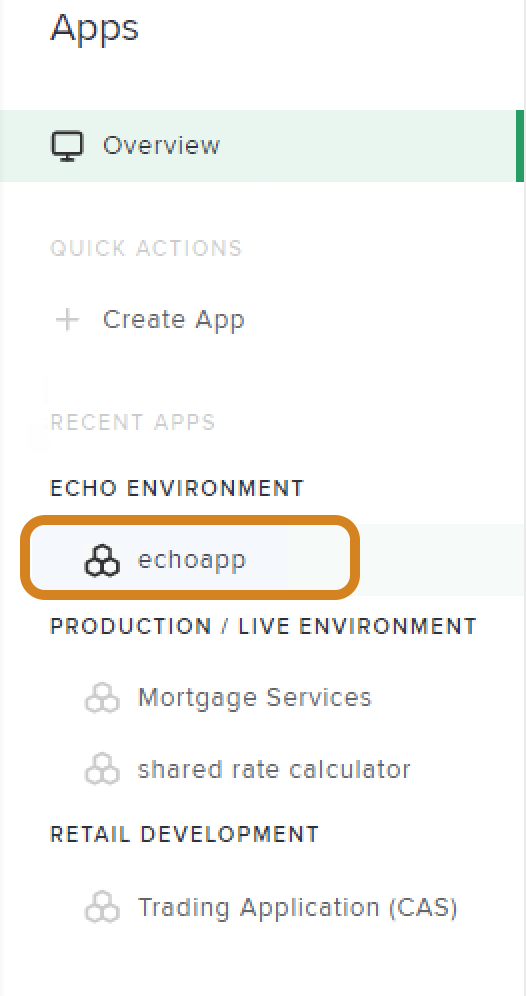 Apps
Overview
QUICK ACTIONS
Create App
RECENT APPS
ECHO ENVIRONMENT
echoapp
PRODUCTION / LIVE ENVIRONMENT
Mortgage Services
shared rate calculator
RETAIL DEVELOPMENT
Trading Application (CAS)